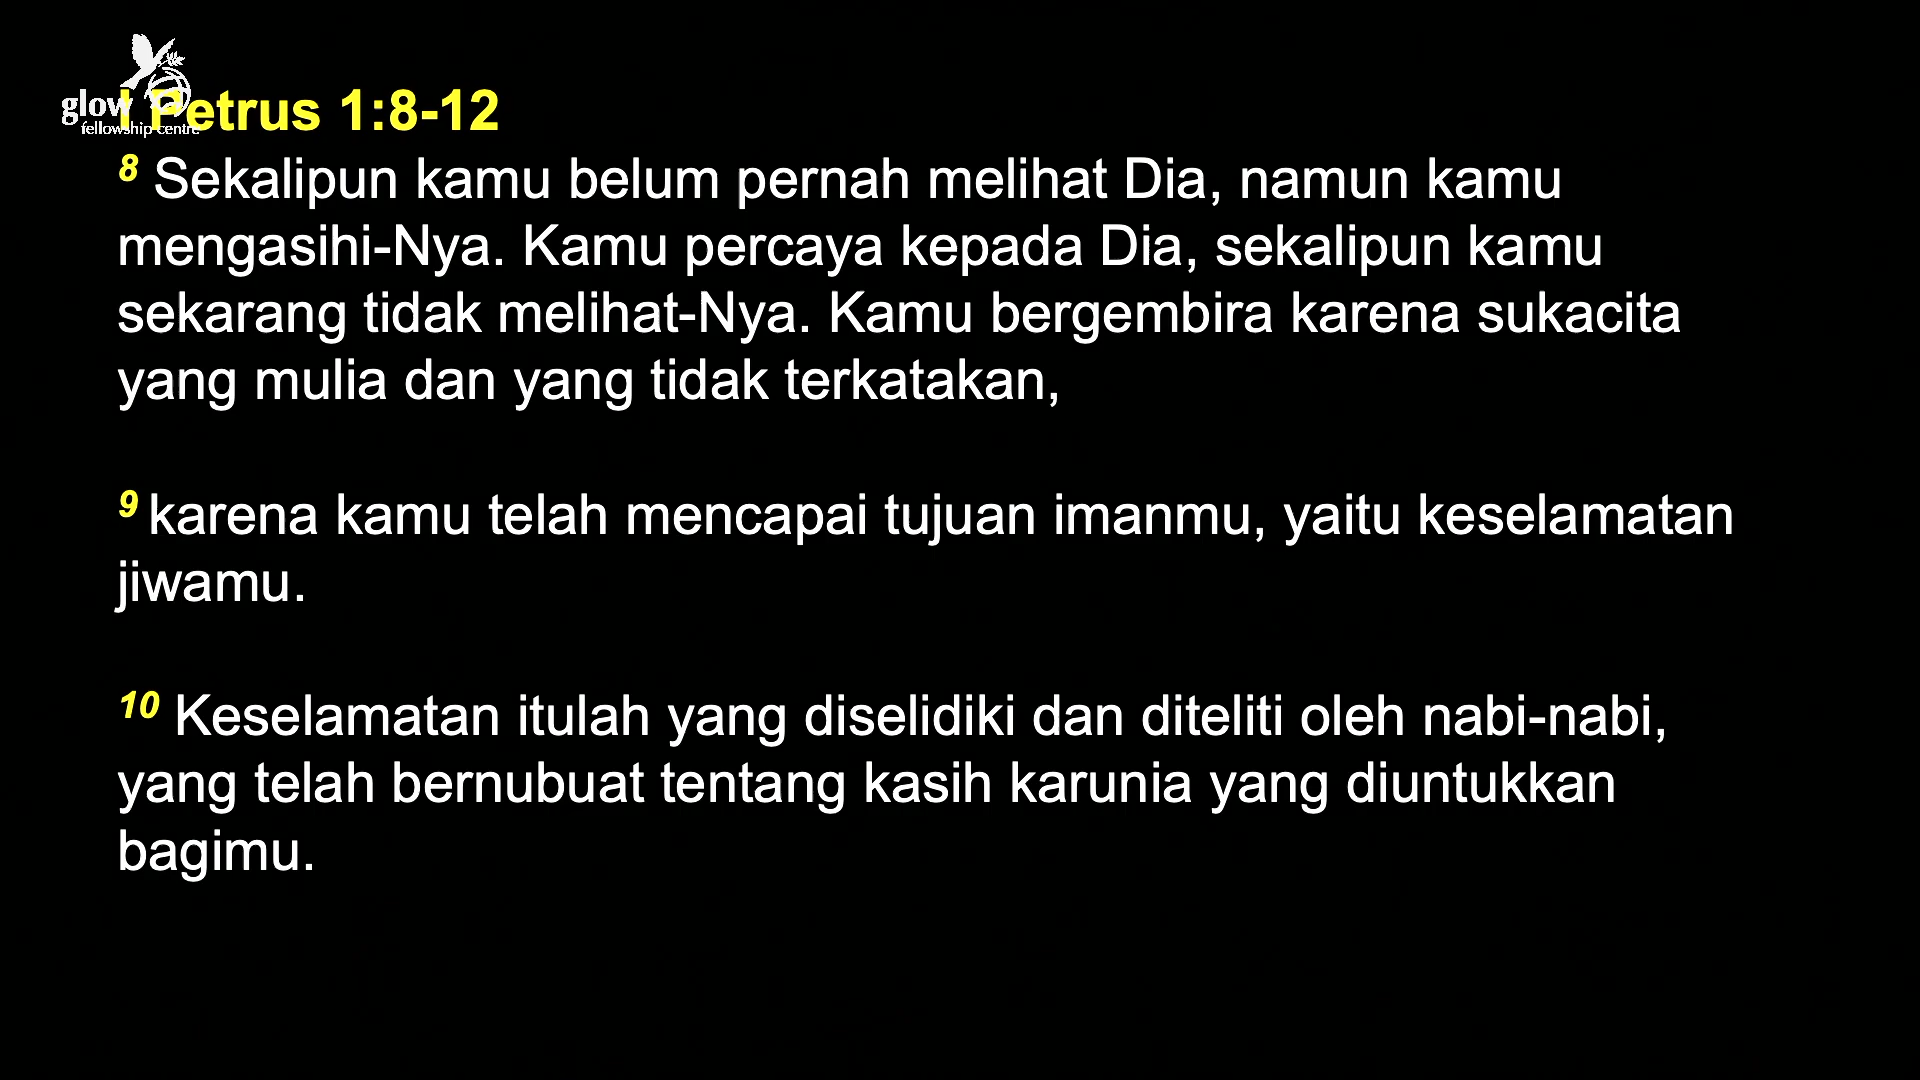 glow
fellowship centre
I Petrus 1:8-12
8 Sekalipun kamu belum pernah melihat Dia, namun kamu
mengasihi-Nya. Kamu percaya kepada Dia, sekalipun kamu
sekarang tidak melihat-Nya. Kamu bergembira karena sukacita
yang mulia dan yang tidak terkatakan,
9 karena kamu telah mencapai tujuan imanmu, yaitu keselamatan
jiwamu.
10 Keselamatan itulah yang diselidiki dan diteliti oleh nabi-nabi,
yang telah bernubuat tentang kasih karunia yang diuntukkan
bagimu.